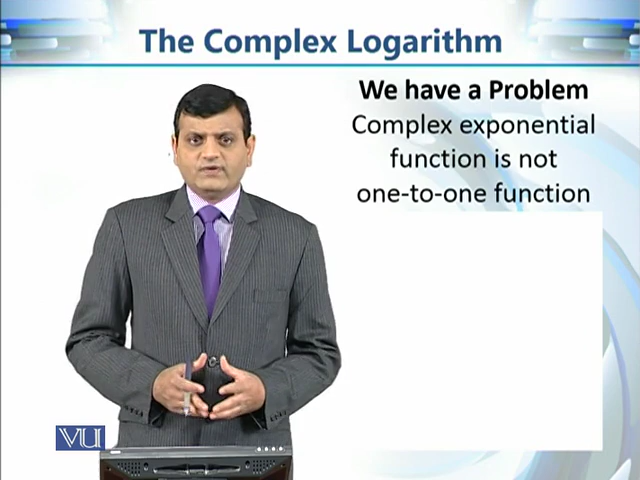 The Complex Logarithm
We have a Problem
Complex exponential
function is not
one-to-one function
VU